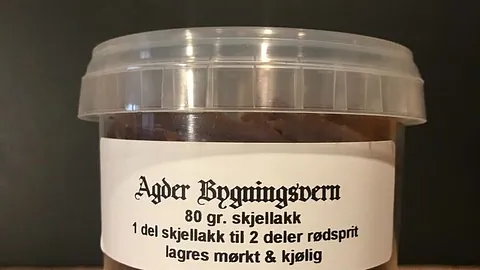 Agder Bygningsvern
80 gr. skjellakk
1 del skjellakk til 2 deler rødsprit
lagres mørkt & kjølig